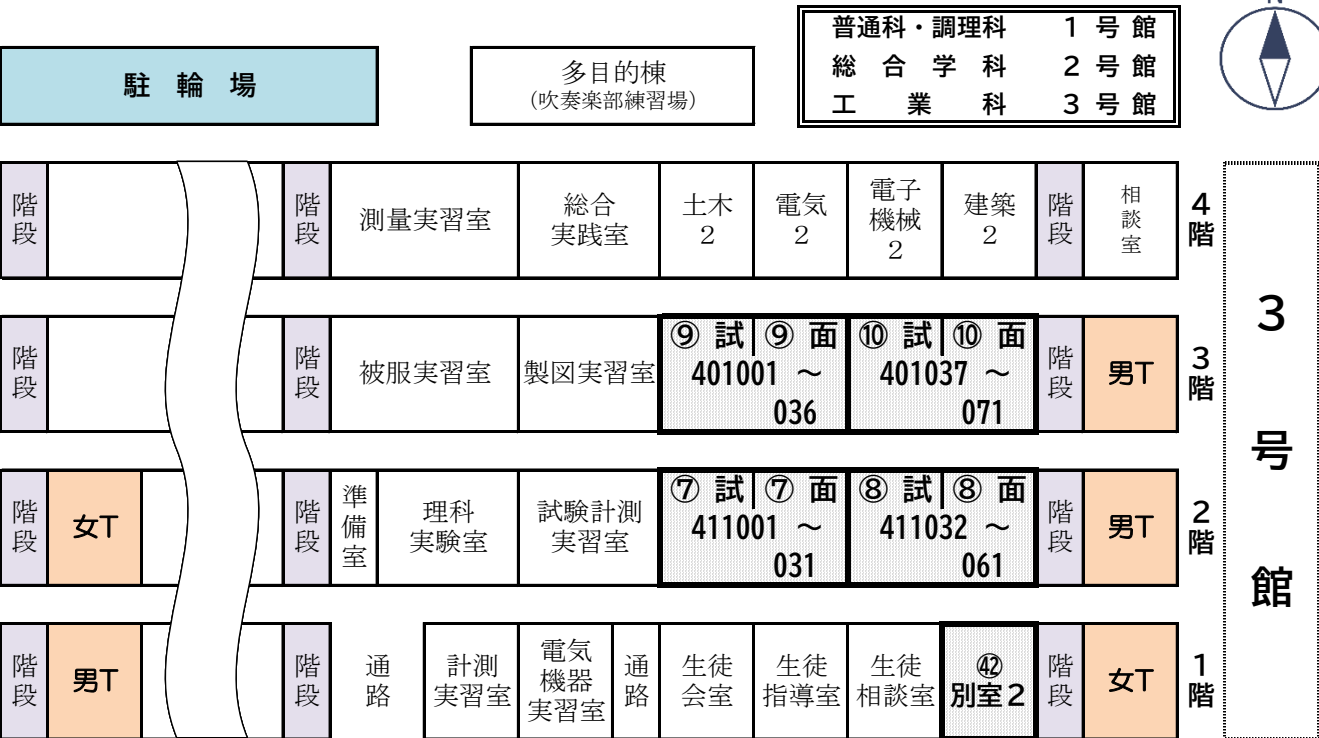 N
普通科・調理科 1号館
総合学科 2号館
工業科 3号館
駐輪場
多目的棟
(吹奏楽部練習場)
階段
階段
測量実習室
総合
実践室
土木
2
電気
2
電子
機械
2
建築
2
階段
相談室
4階
階段
階段
被服実習室
製図実習室
⑨ 試
⑨ 面
401001 ～
036
⑩ 試
⑩ 面
401037 ～
071
階段
男T
3階
階段
女T
階段
準備室
理科
実験室
試験計測
実習室
⑦ 試
⑦ 面
411001 ～
031
⑧ 試
⑧ 面
411032 ～
061
階段
男T
2階
階段
男T
階段
通路
計測
実習室
電気
機器
実習室
通路
生徒
会室
生徒
指導室
生徒
相談室
㊷
別室2
階段
女T
1階
3号館